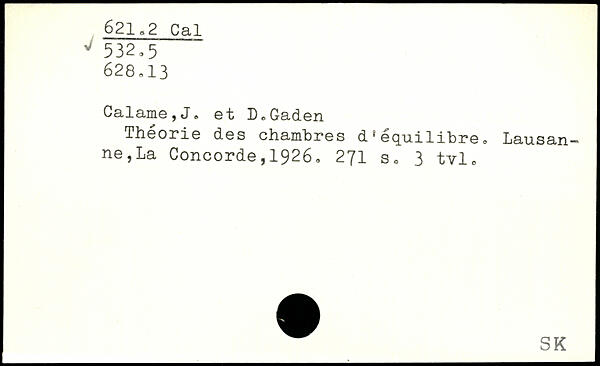 621.2 Cal
✓ 532.5
628.13
Calame,J. et D.Gaden
Théorie des chambres d'équilibre. Lausan-
ne,La Concorde,1926. 271 s. 3 tvl.
SK